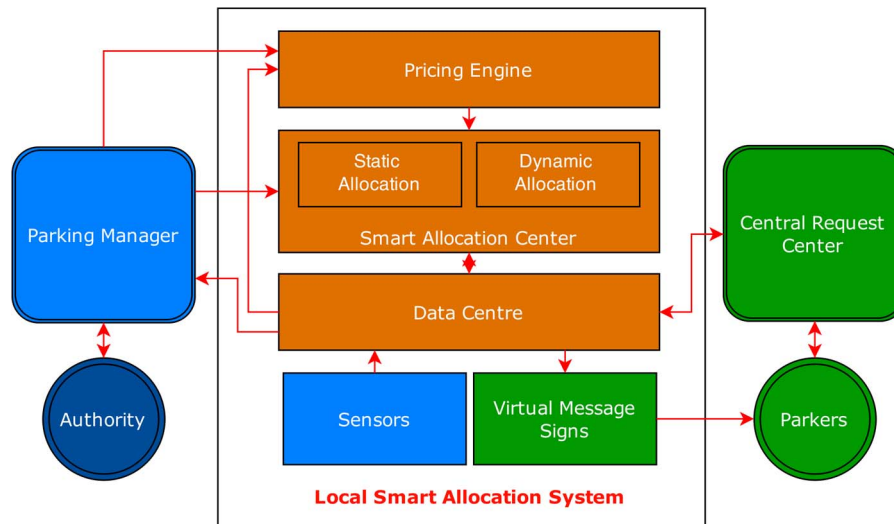 Pricing Engine
Static
Allocation
Dynamic
Allocation
Smart Allocation Center
Parking Manager
Central Request
Center
Data Centre
Authority
Sensors
Virtual Message
Signs
Parkers
Local Smart Allocation System